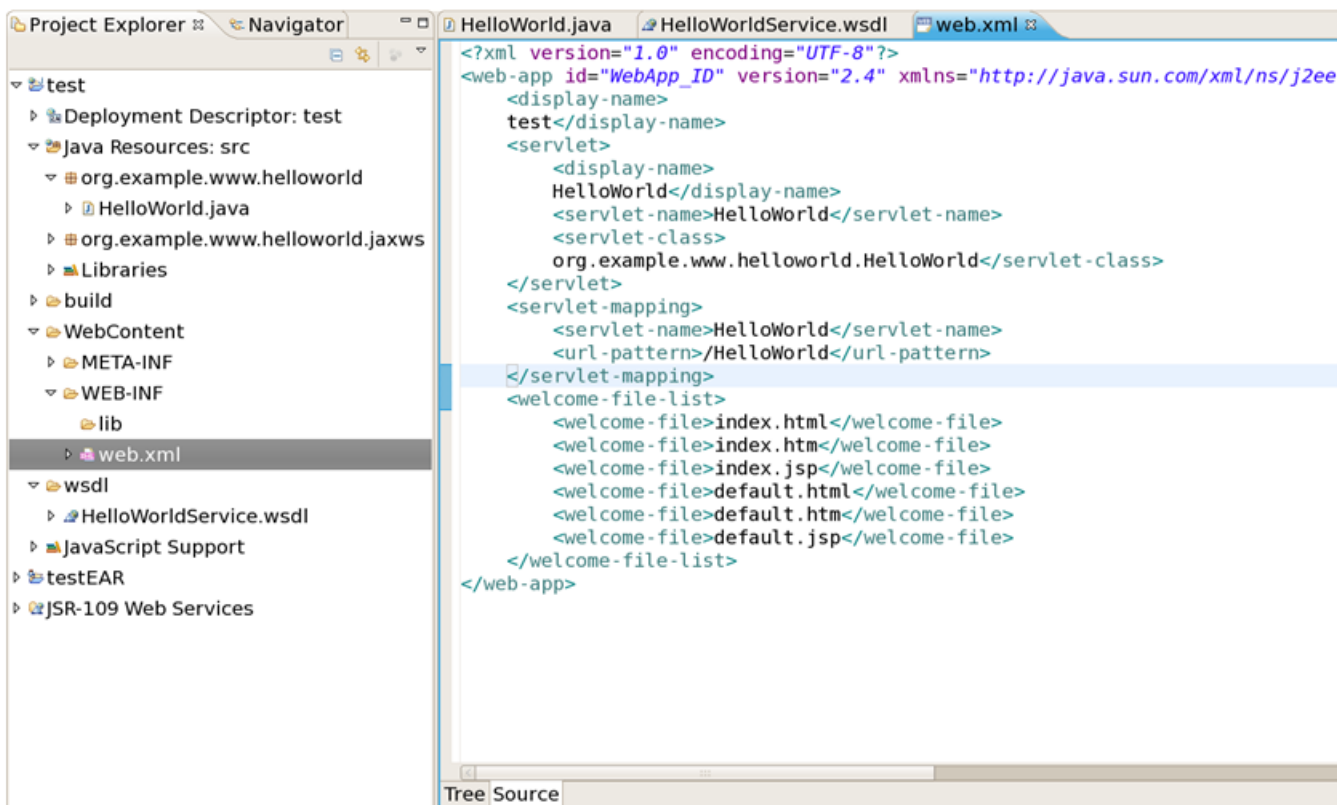 Project Explorer
Navigator
test
Deployment Descriptor: test
Java Resources: src
org.example.www.helloworld
HelloWorld.java
org.example.www.helloworld.jaxws
Libraries
build
WebContent
META-INF
WEB-INF
lib
web.xml
wsdl
HelloWorldService.wsdl
JavaScript Support
testEAR
JSR-109 Web Services
HelloWorld.java
HelloWorldService.wsdl
web.xml
<?xml version="1.0" encoding="UTF-8"?>
<web-app id="WebApp_ID" version="2.4" xmlns="http://java.sun.com/xml/ns/j2ee
<display-name>
test</display-name>
<servlet>
<display-name>
HelloWorld</display-name>
<servlet-name>HelloWorld</servlet-name>
<servlet-class>
org.example.www.helloworld.HelloWorld</servlet-class>
</servlet>
<servlet-mapping>
<servlet-name>HelloWorld</servlet-name>
<url-pattern>/HelloWorld</url-pattern>
</servlet-mapping>
<welcome-file-list>
<welcome-file>index.html</welcome-file>
<welcome-file>index.htm</welcome-file>
<welcome-file>index.jsp</welcome-file>
<welcome-file>default.html</welcome-file>
<welcome-file>default.htm</welcome-file>
<welcome-file>default.jsp</welcome-file>
</welcome-file-list>
</web-app>
Tree Source